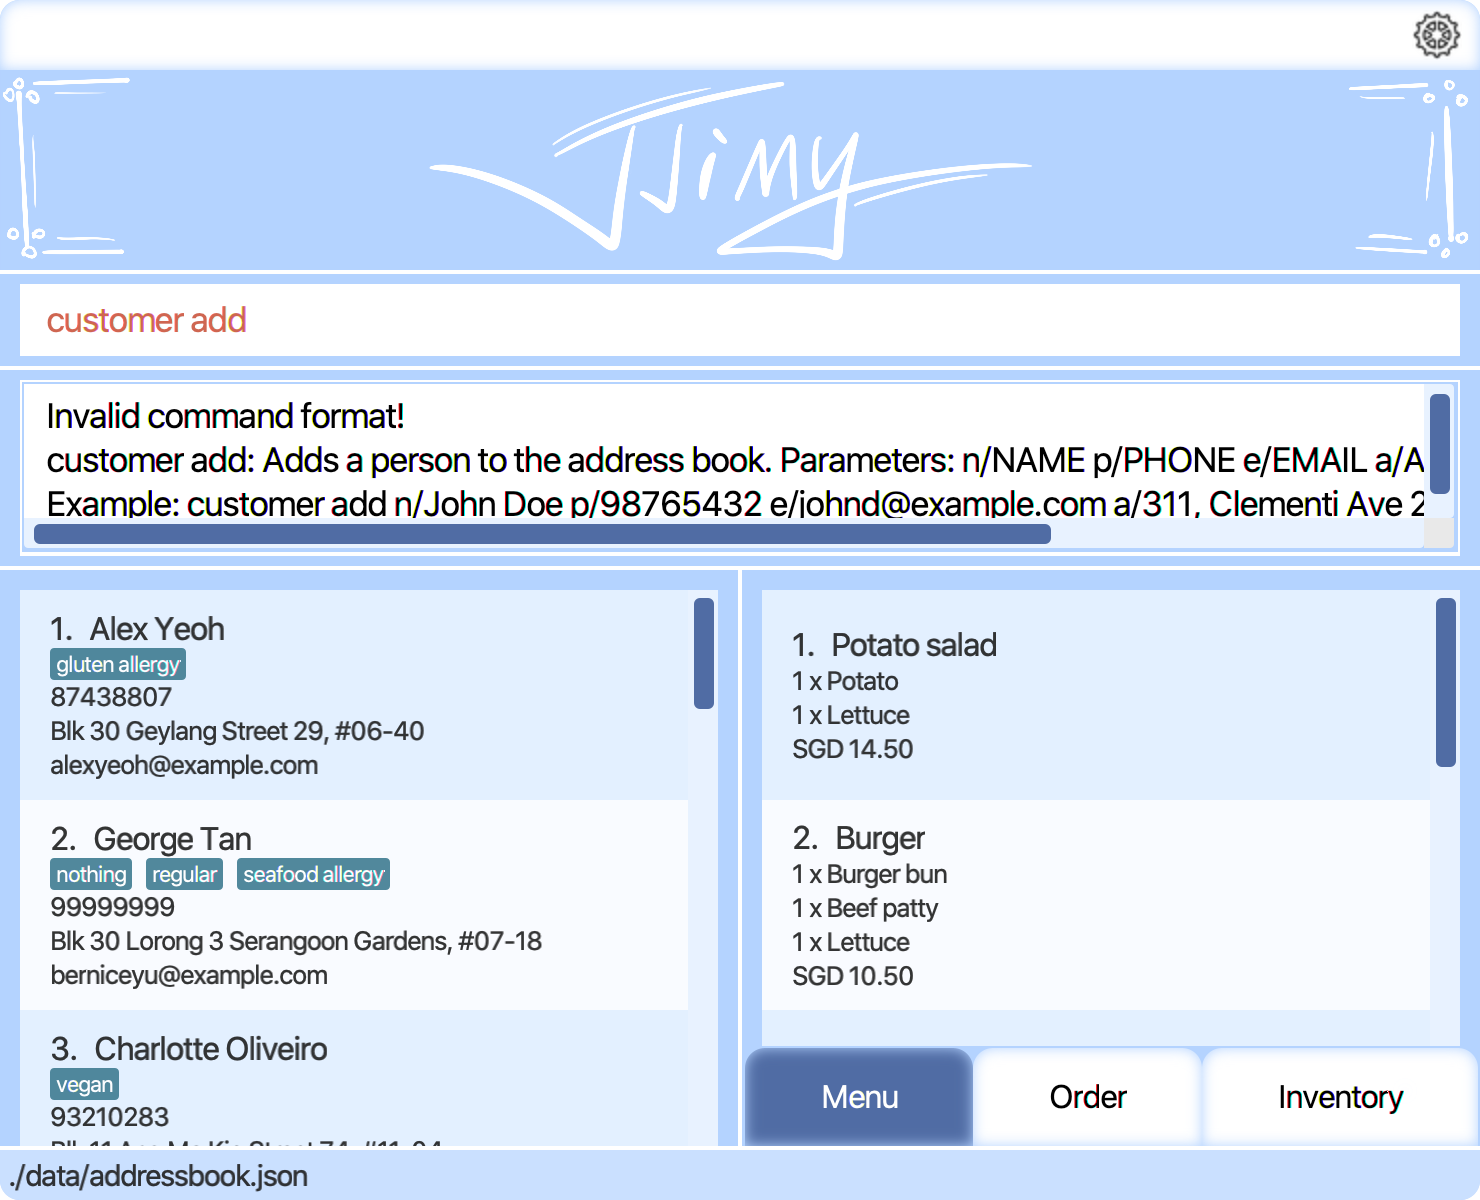 JJimy
customer add
Invalid command format!
customer add: Adds a person to the address book. Parameters: n/NAME p/PHONE e/EMAIL a/A
Example: customer add n/John Doe p/98765432 e/johnd@example.com a/311, Clementi Ave 2
1. Alex Yeoh
gluten allergy
87438807
Blk 30 Geylang Street 29, #06-40
alexyeoh@example.com
2. George Tan
nothing regular seafood allergy
99999999
Blk 30 Lorong 3 Serangoon Gardens, #07-18
berniceyu@example.com
3. Charlotte Oliveiro
vegan
93210283
1. Potato salad
1 x Potato
1 x Lettuce
SGD 14.50
2. Burger
1 x Burger bun
1 x Beef patty
1 x Lettuce
SGD 10.50
Menu Order Inventory
./data/addressbook.json